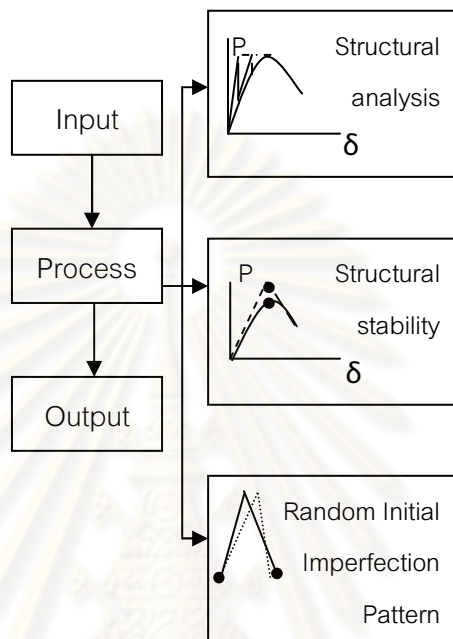 Input
Process
Output
P
Structural
analysis
δ
P
Structural
stability
δ
Random Initial
Imperfection
Pattern